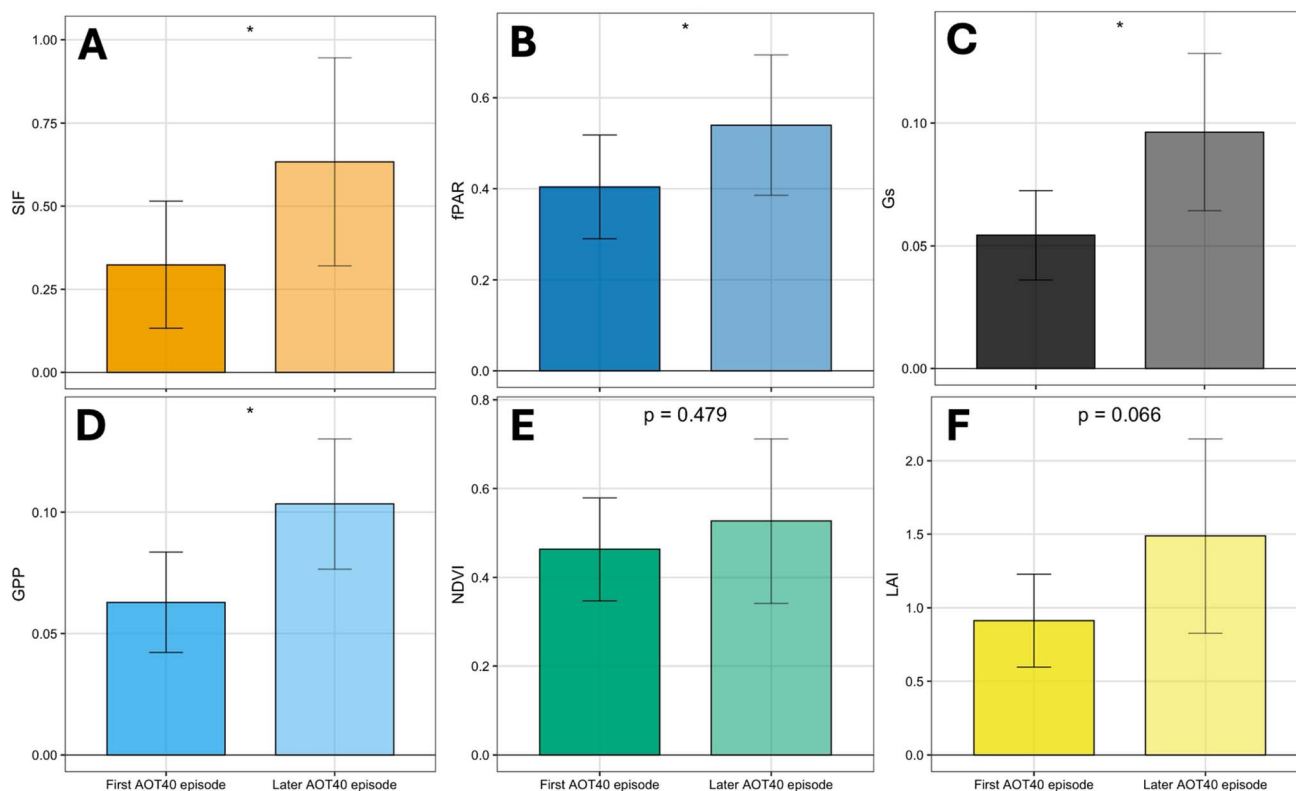 A
*
1.00
0.75
0.50
0.25
0.00
SIF
B
*
0.6
0.4
0.2
0.0
fPAR
C
*
0.10
0.05
0.00
Gs
D
*
0.10
0.05
0.00
GPP
First AOT40 episode
Later AOT40 episode
E
p = 0.479
0.8
0.6
0.4
0.2
0.0
NDVI
First AOT40 episode
Later AOT40 episode
F
p = 0.066
2.0
1.5
1.0
0.5
0.0
LAI
First AOT40 episode
Later AOT40 episode